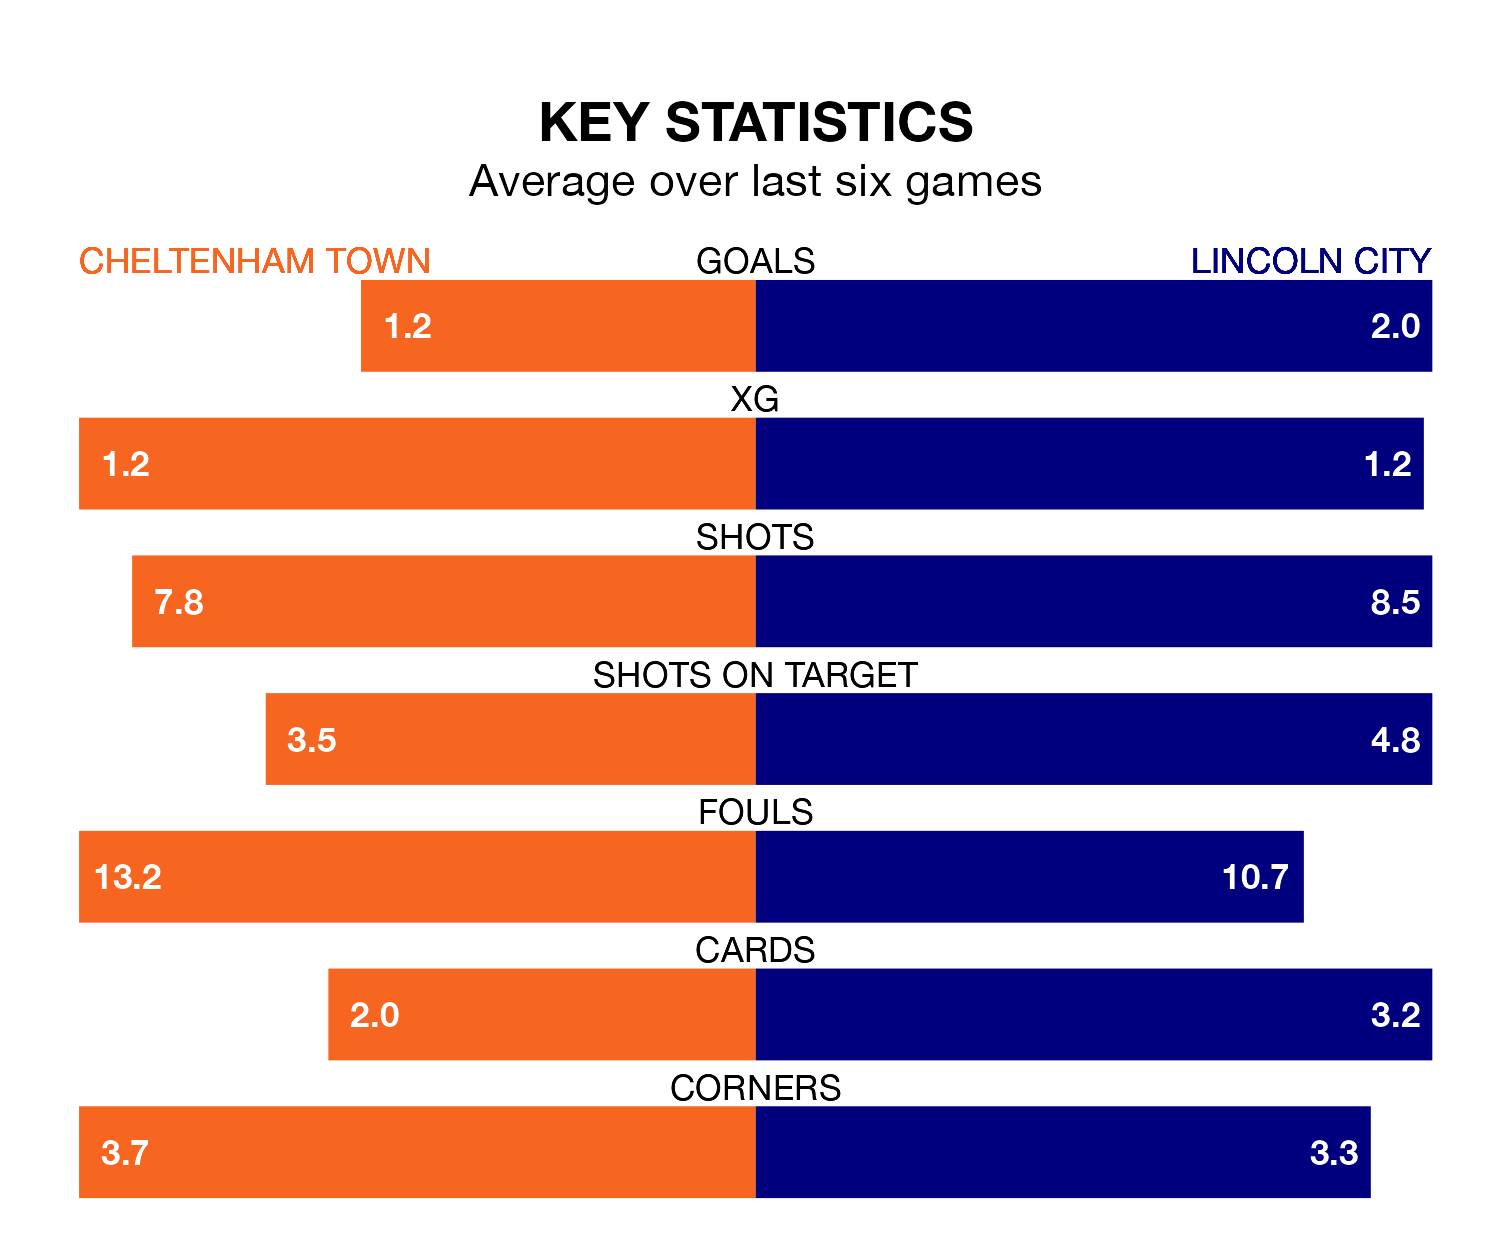 KEY STATISTICS
Average over last six games
CHELTENHAM TOWN GOALS LINCOLN CITY
1.2 2.0
XG
1.2 1.2
SHOTS
7.8 8.5
SHOTS ON TARGET
3.5 4.8
FOULS
13.2 10.7
CARDS
2.0 3.2
CORNERS
3.7 3.3